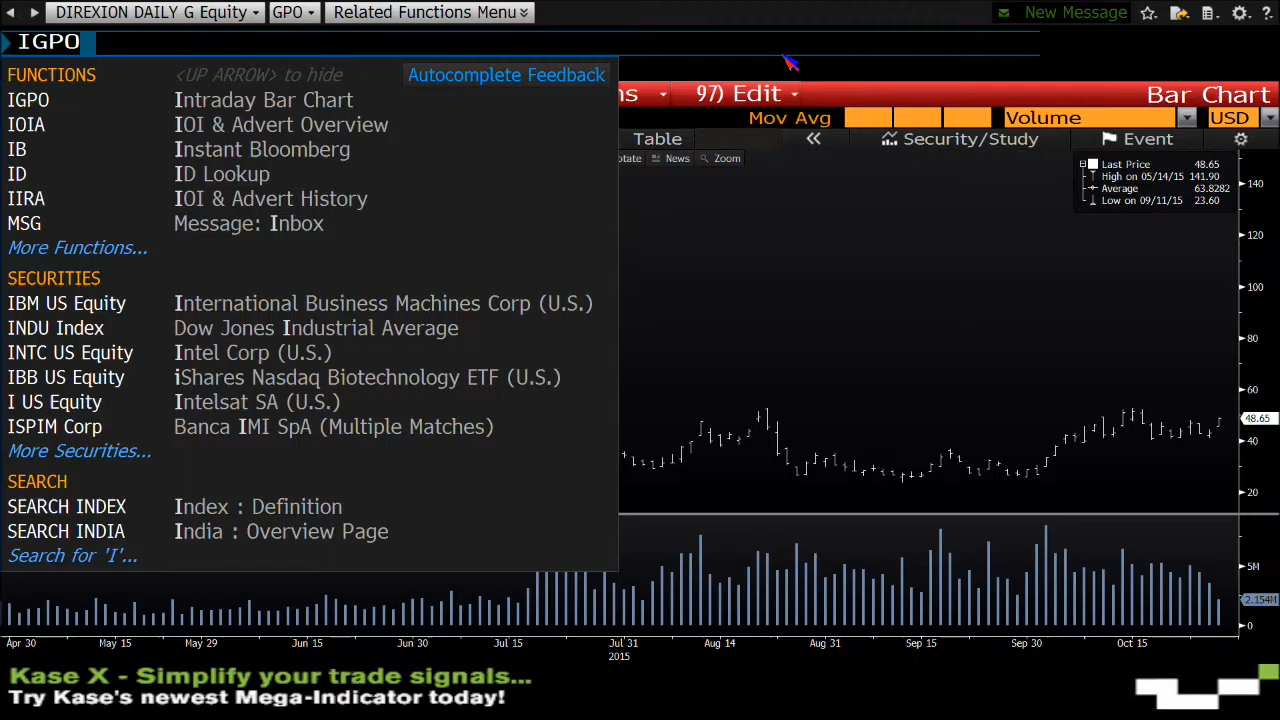 DIREXION DAILY G Equity GPO Related Functions Menu New Message
IGPO
FUNCTIONS <UP ARROW> to hide Autocomplete Feedback
IGPO Intraday Bar Chart
IOIA IOI & Advert Overview
IB Instant Bloomberg
ID ID Lookup
IIRA IOI & Advert History
MSG Message: Inbox
More Functions...
SECURITIES
IBM US Equity International Business Machines Corp (U.S.)
INDU Index Dow Jones Industrial Average
INTC US Equity Intel Corp (U.S.)
IBB US Equity iShares Nasdaq Biotechnology ETF (U.S.)
I US Equity Intelsat SA (U.S.)
ISPIM Corp Banca IMI SpA (Multiple Matches)
More Securities...
SEARCH
SEARCH INDEX Index : Definition
SEARCH INDIA India : Overview Page
Search for 'I'...
ns 97) Edit Bar Chart
Mov Avg Volume USD
Table « Security/Study Event
otate News Zoom
Last Price 48.65
High on 05/14/15 141.90
Average 63.8282
Low on 09/11/15 23.60
140
120
100
80
60
48.65
40
20
5M
2.154M
0
Apr 30 May 15 May 29 Jun 15 Jun 30 Jul 15 Jul 31 Aug 14 Aug 31 Sep 15 Sep 30 Oct 15
2015
Kase X - Simplify your trade signals...
Try Kase's newest Mega-Indicator today!